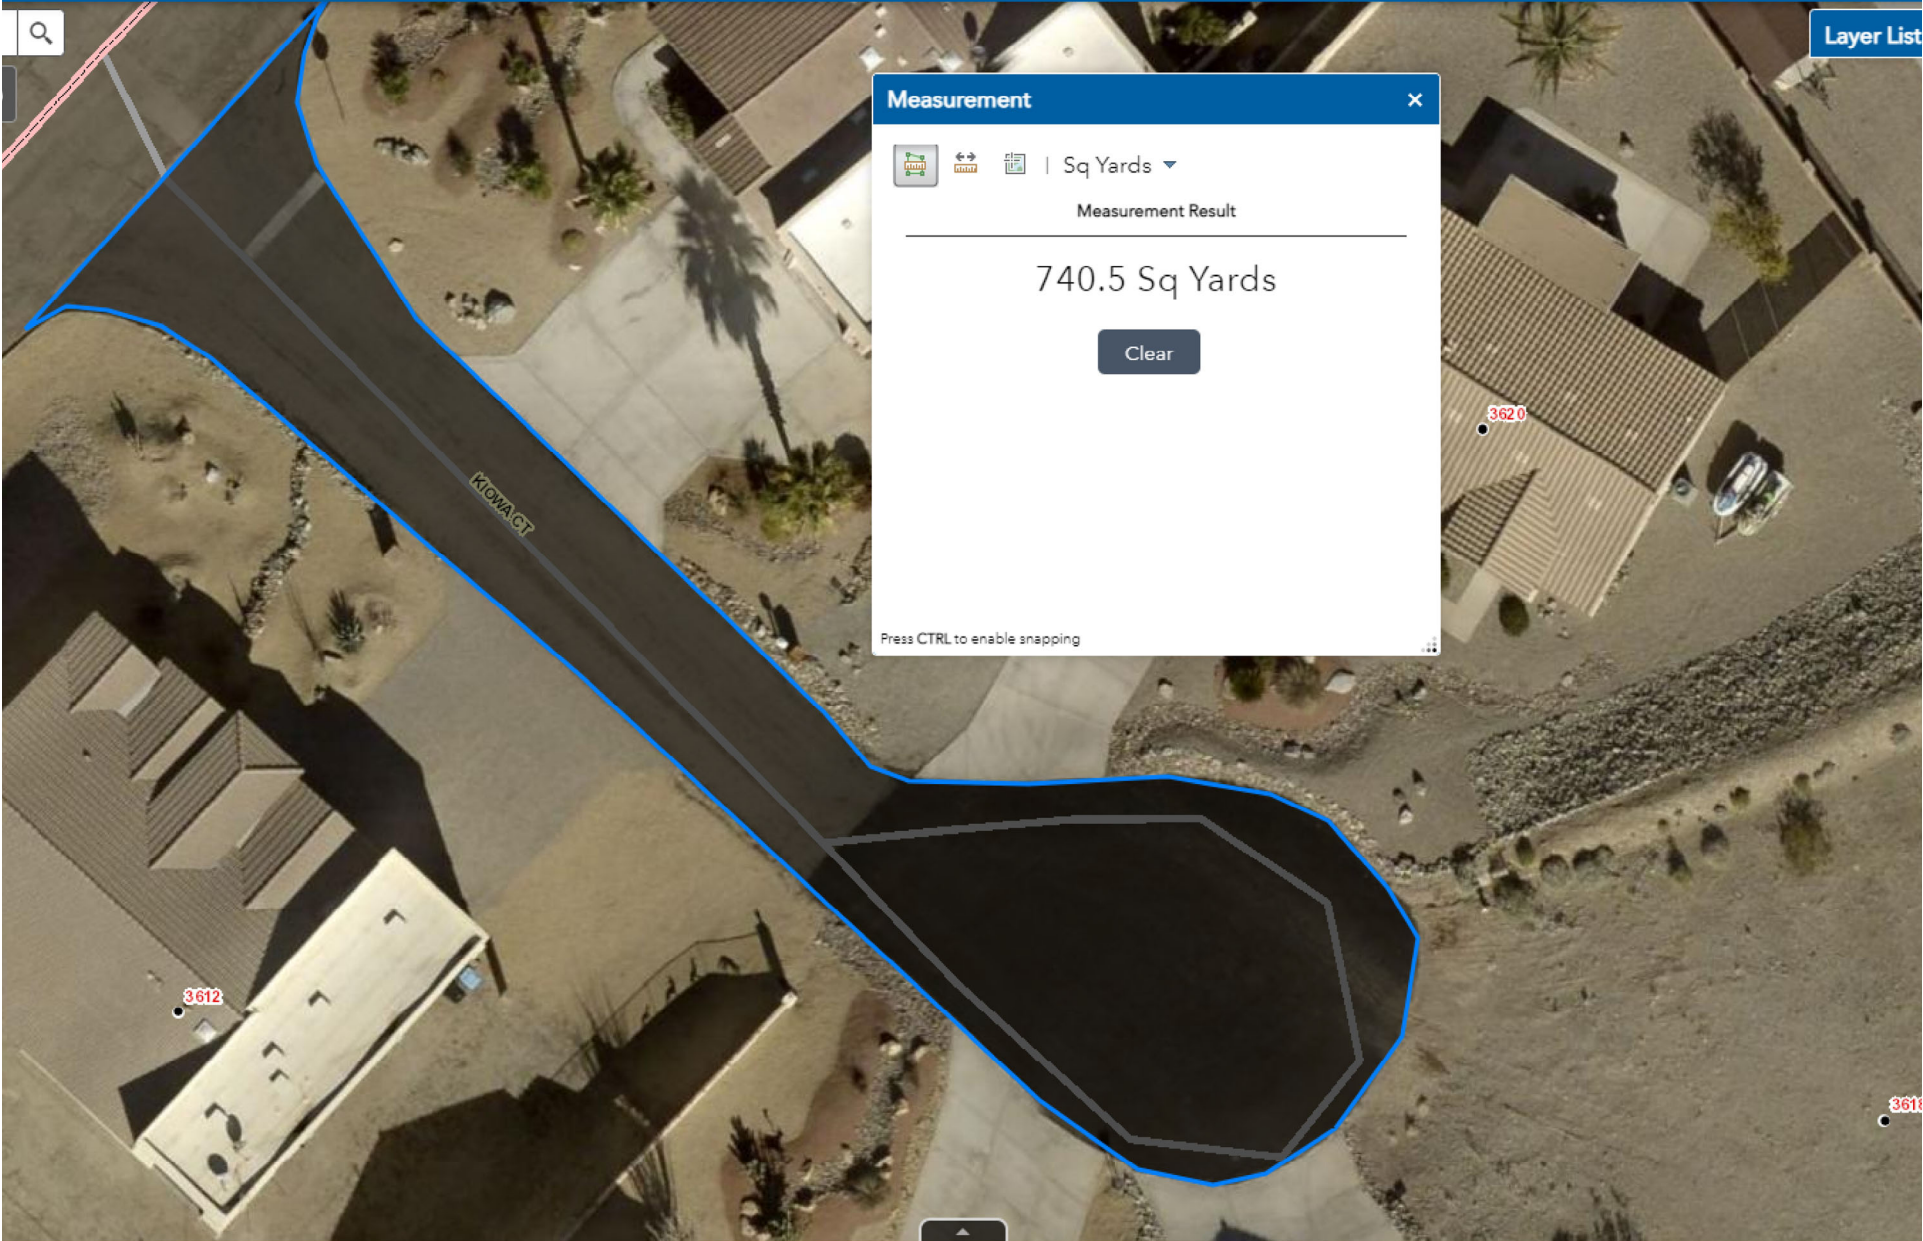 Layer List
Measurement
Sq Yards
Measurement Result
740.5 Sq Yards
Clear
3620
KIOWA CT
Press CTRL to enable snapping
3612
3618